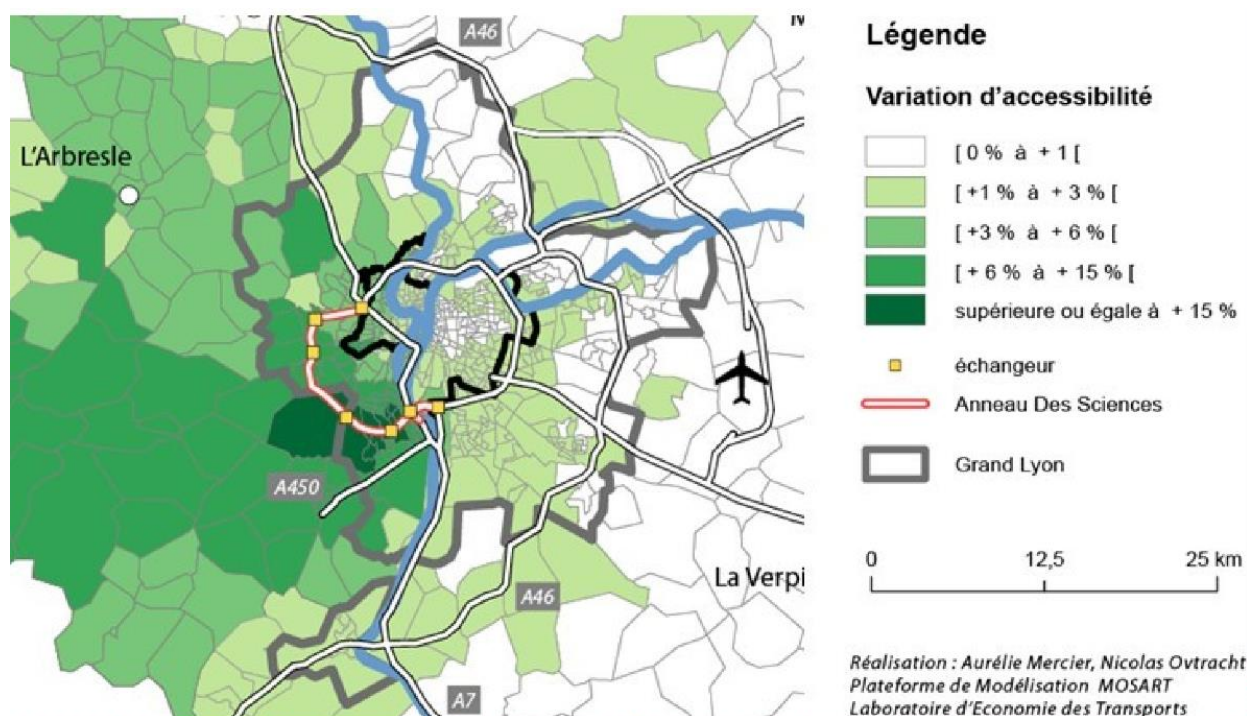 A46
L'Arbresle
A450
La Verpi
A46
A7
Légende
Variation d'accessibilité
[ 0 % à + 1 [
[ +1 % à + 3 % [
[ +3 % à + 6 % [
[ + 6 % à + 15 % [
supérieure ou égale à + 15 %
échangeur
Anneau Des Sciences
Grand Lyon
0 12,5 25 km
Réalisation : Aurélie Mercier, Nicolas Ovtracht
Plateforme de Modélisation MOSART
Laboratoire d'Economie des Transports